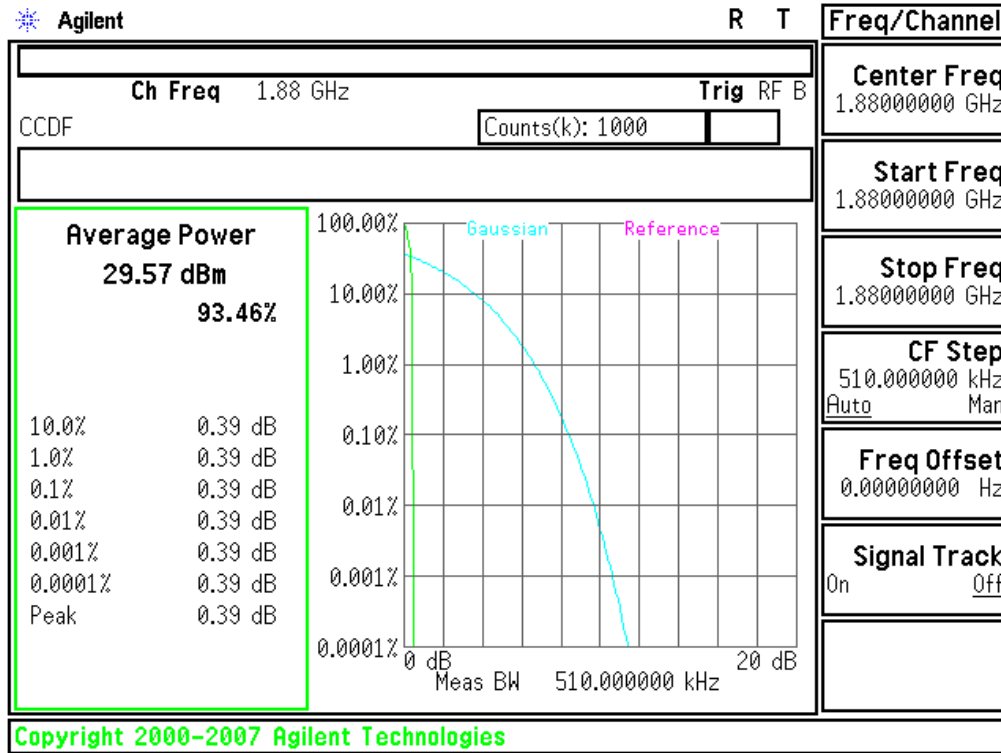 Agilent R T Freq/Channel
Ch Freq 1.88 GHz Trig RF B
CCDF Counts(k): 1000
Center Freq
1.88000000 GHz
Start Freq
1.88000000 GHz
Stop Freq
1.88000000 GHz
CF Step
510.000000 kHz
Auto Man
Freq Offset
0.00000000 Hz
Signal Track
On Off
Average Power
29.57 dBm
93.46%
10.0% 0.39 dB
1.0% 0.39 dB
0.1% 0.39 dB
0.01% 0.39 dB
0.001% 0.39 dB
0.0001% 0.39 dB
Peak 0.39 dB
Gaussian Reference
100.00%
10.00%
1.00%
0.10%
0.01%
0.001%
0.0001%
0 dB 20 dB
Meas BW 510.000000 kHz
Copyright 2000-2007 Agilent Technologies